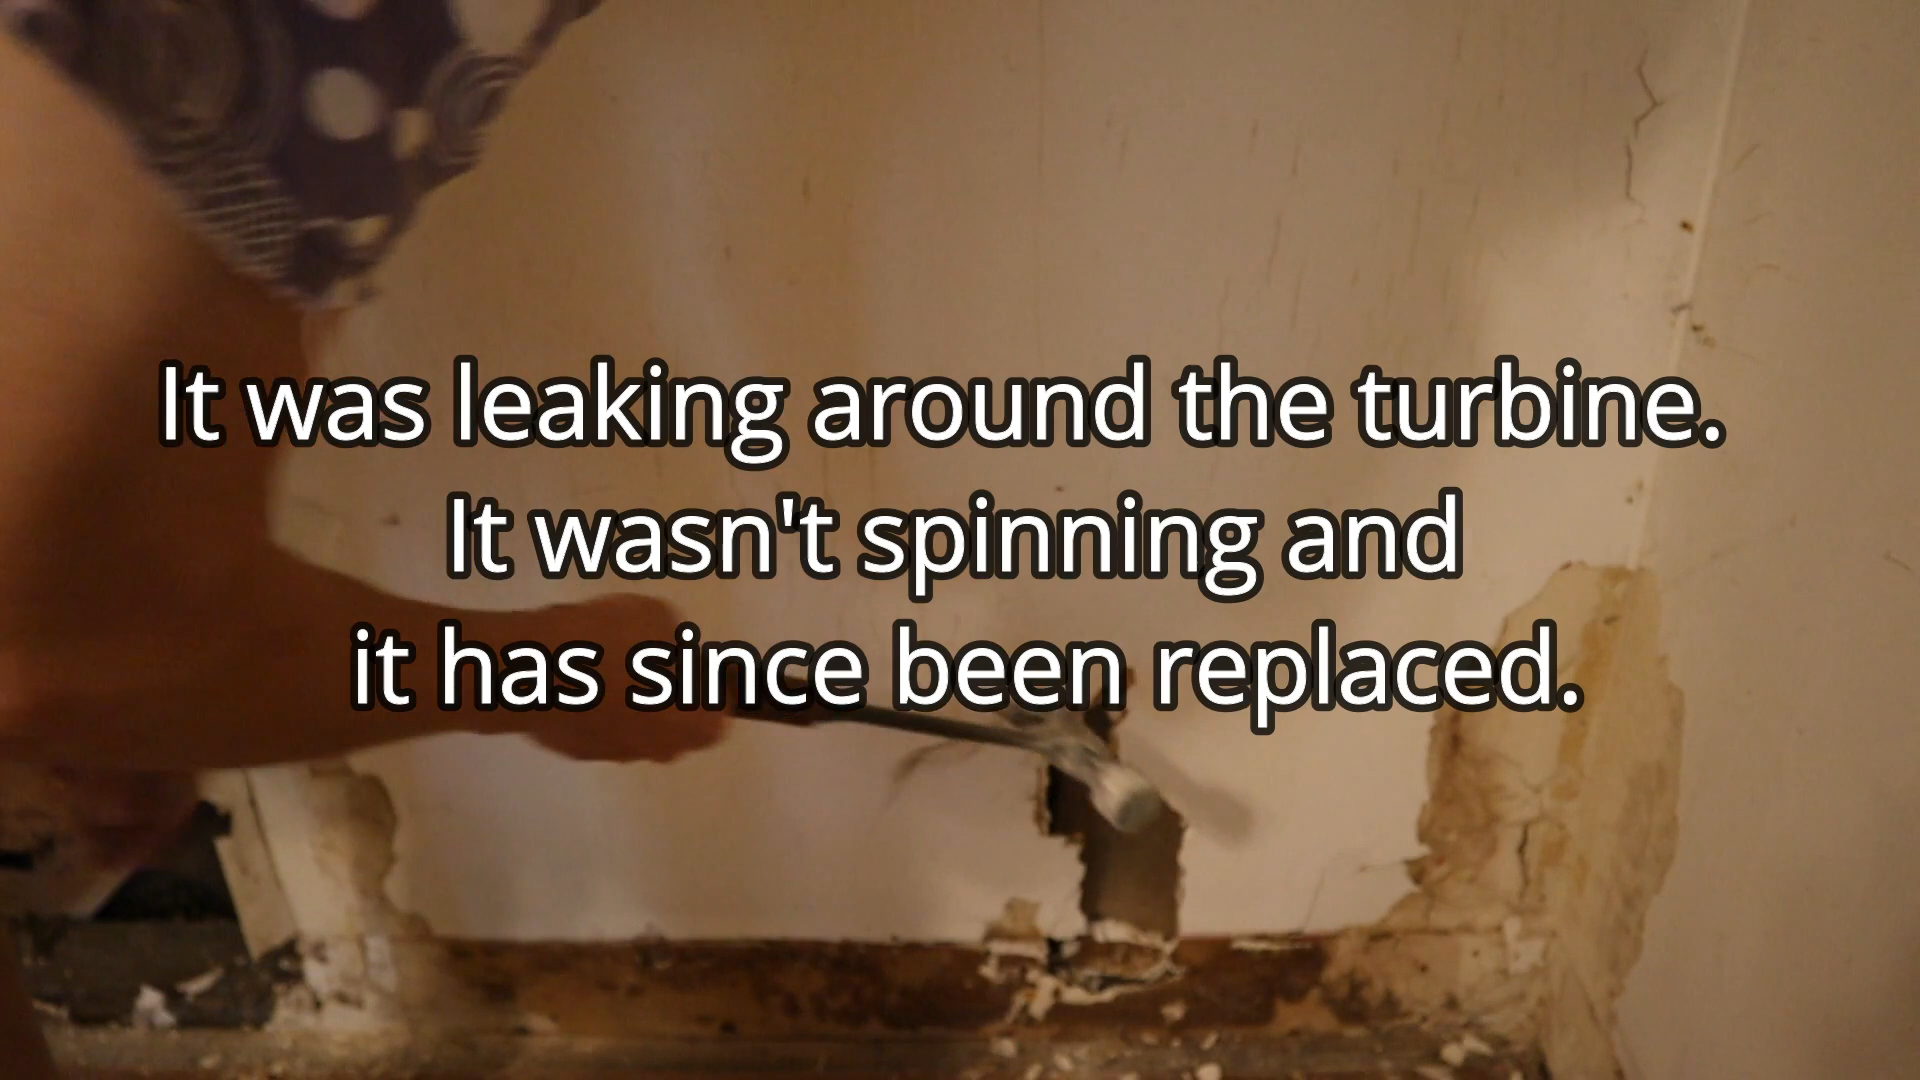 It was leaking around the turbine.
It wasn't spinning and
it has since been replaced.